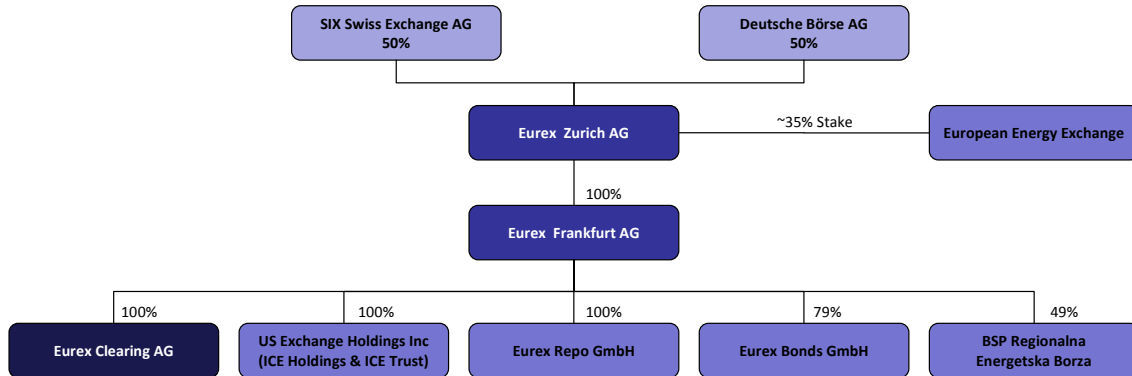 SIX Swiss Exchange AG
50%
Deutsche Börse AG
50%
Eurex Zurich AG
~35% Stake
European Energy Exchange
100%
Eurex Frankfurt AG
100%
100%
100%
79%
49%
Eurex Clearing AG
US Exchange Holdings Inc
(ICE Holdings & ICE Trust)
Eurex Repo GmbH
Eurex Bonds GmbH
BSP Regionalna
Energetska Borza